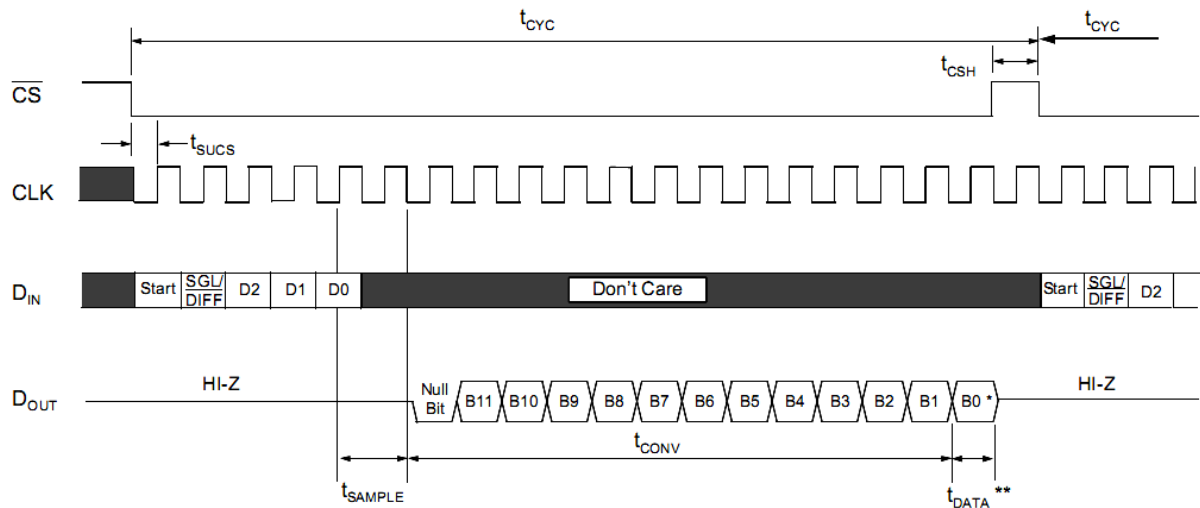 tCYC
tCYC
tCSH
CS
tSUCS
CLK
DIN
Start
SGL/
DIFF
D2
D1
D0
Don't Care
Start
SGL/
DIFF
D2
HI-Z
HI-Z
DOUT
Null
Bit
B11
B10
B9
B8
B7
B6
B5
B4
B3
B2
B1
B0 *
tCONV
tSAMPLE
tDATA **